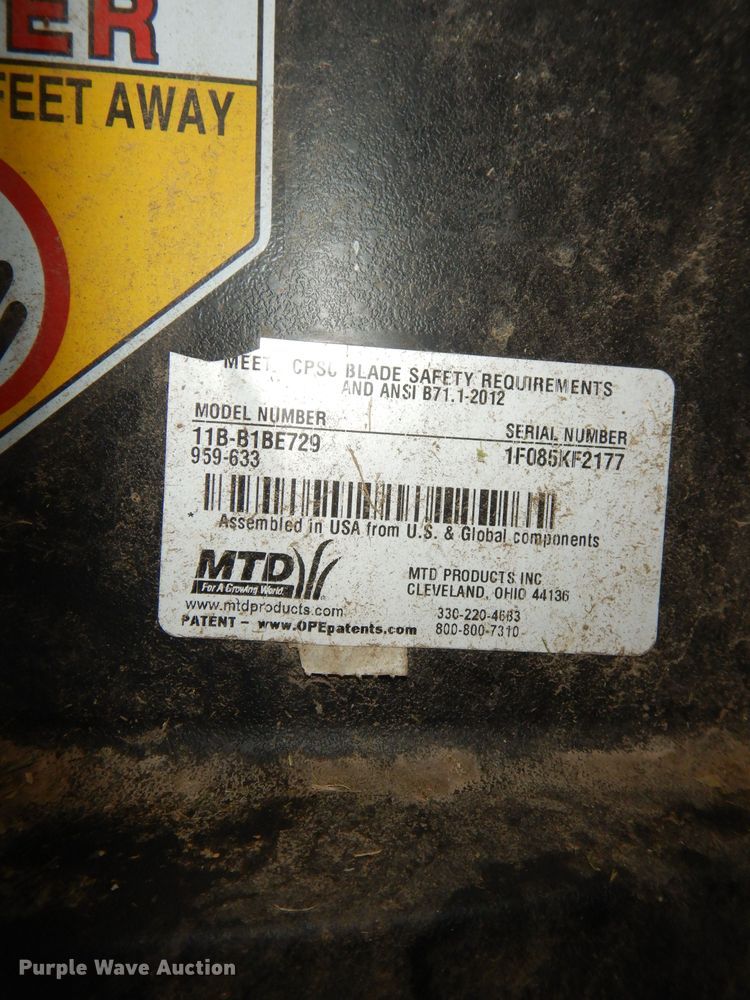 ER
FEET AWAY
MEET CPSC BLADE SAFETY REQUIREMENTS
AND ANSI B71.1-2012
MODEL NUMBER
SERIAL NUMBER
11B-B1BE729
1F085KF2177
959-633
* Assembled in USA from U.S. & Global components
MTD
For A Growing World.
MTD PRODUCTS INC
CLEVELAND, OHIO 44136
www.mtdproducts.com
330-220-4683
PATENT - www.OPEpatents.com
800-800-7310
Purple Wave Auction